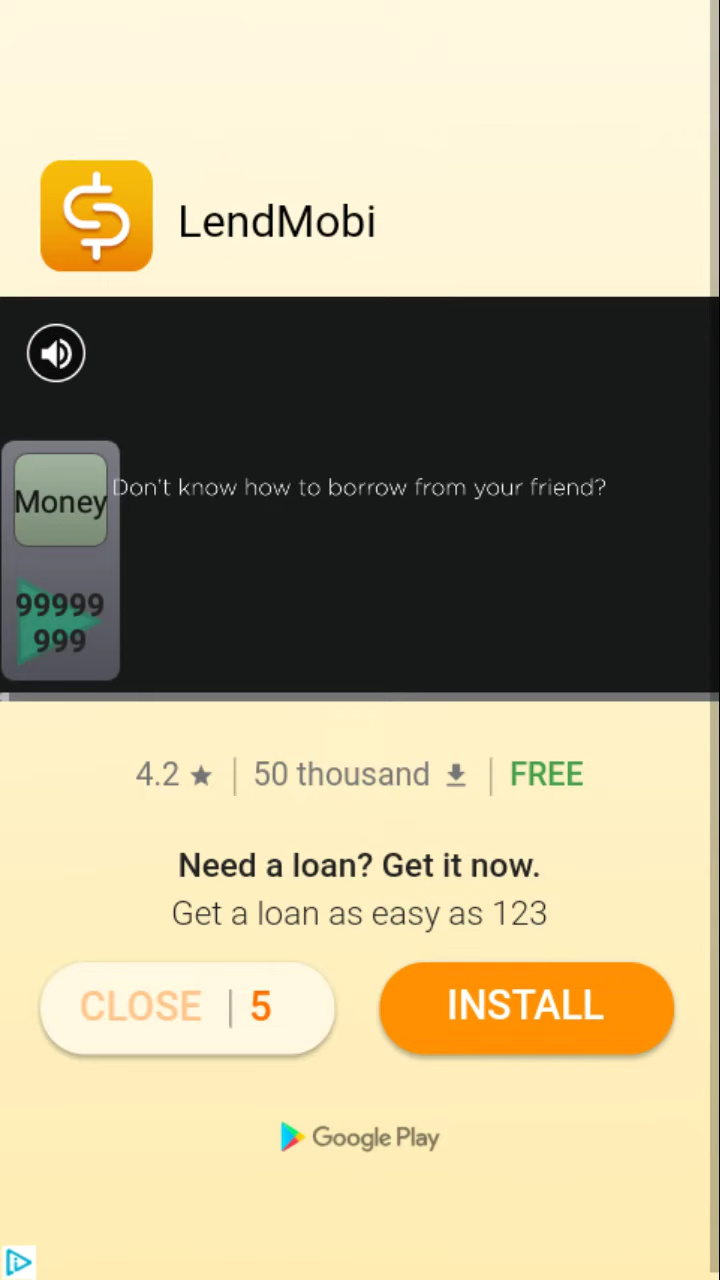 LendMobi
Don't know how to borrow from your friend?
Money
99999
999
4.2 ★ | 50 thousand | FREE
Need a loan? Get it now.
Get a loan as easy as 123
CLOSE | 5
INSTALL
Google Play